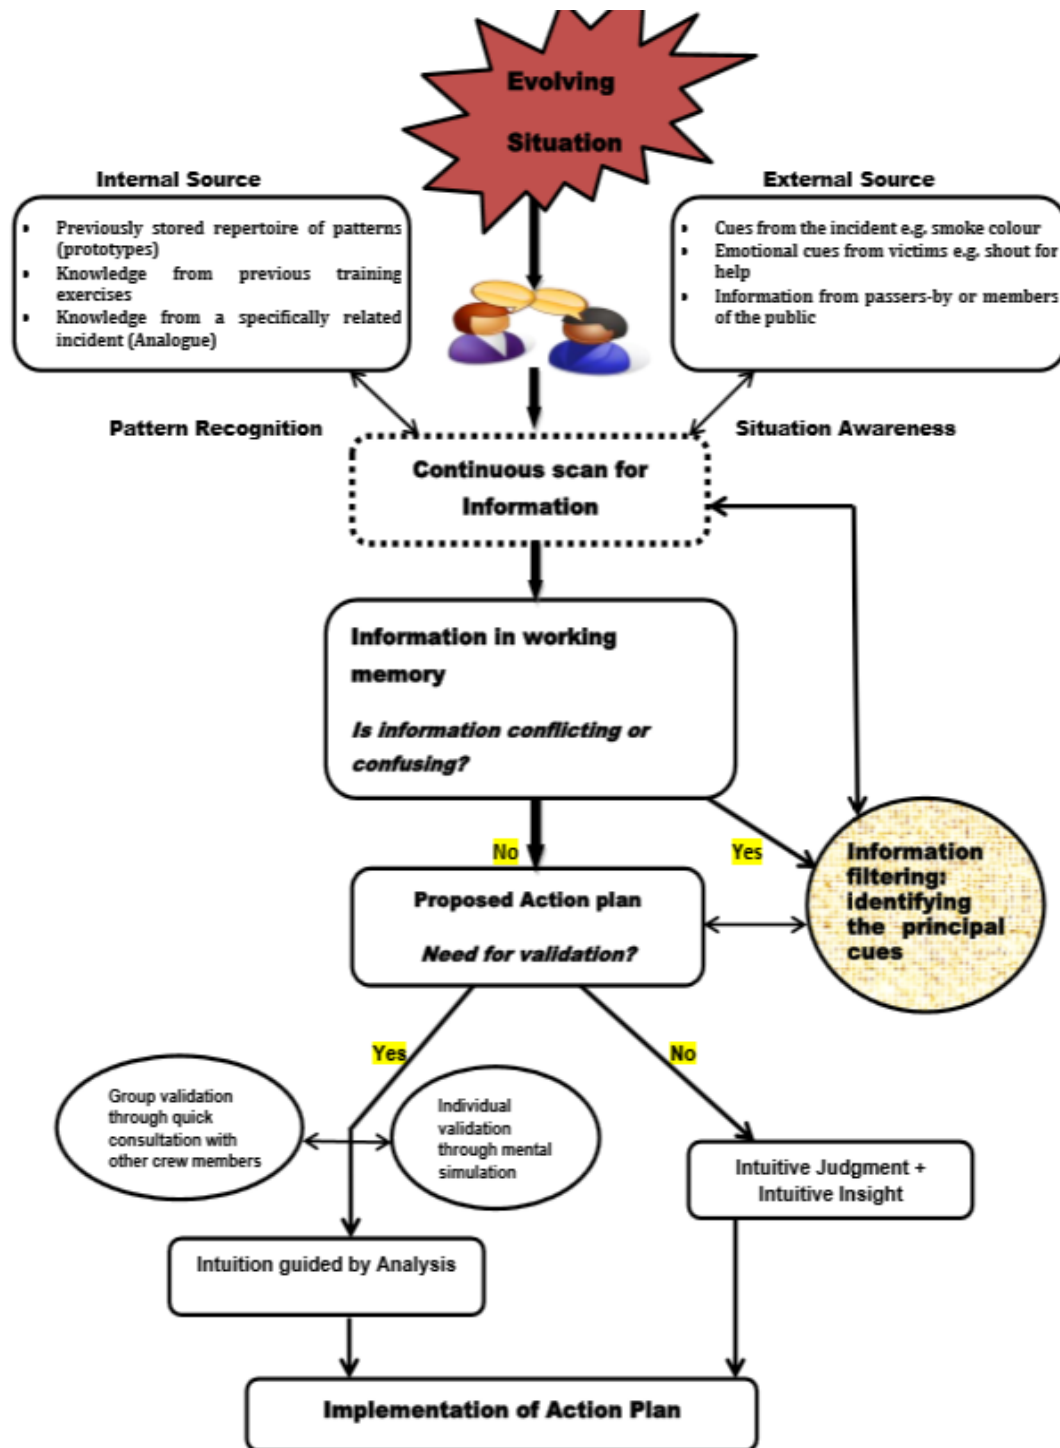 Evolving
Situation
Internal Source
External Source
Previously stored repertoire of patterns
(prototypes)
Knowledge from previous training
exercises
Knowledge from a specifically related
incident (Analogue)
Cues from the incident e.g. smoke colour
Emotional cues from victims e.g. shout for
help
Information from passers-by or members
of the public
Pattern Recognition
Situation Awareness
Continuous scan for
Information
Information in working
memory
Is information conflicting or
confusing?
No
Yes
Information
filtering:
identifying
the principal
cues
Proposed Action plan
Need for validation?
Yes
No
Group validation
through quick
consultation with
other crew members
Individual
validation
through mental
simulation
Intuitive Judgment +
Intuitive Insight
Intuition guided by Analysis
Implementation of Action Plan